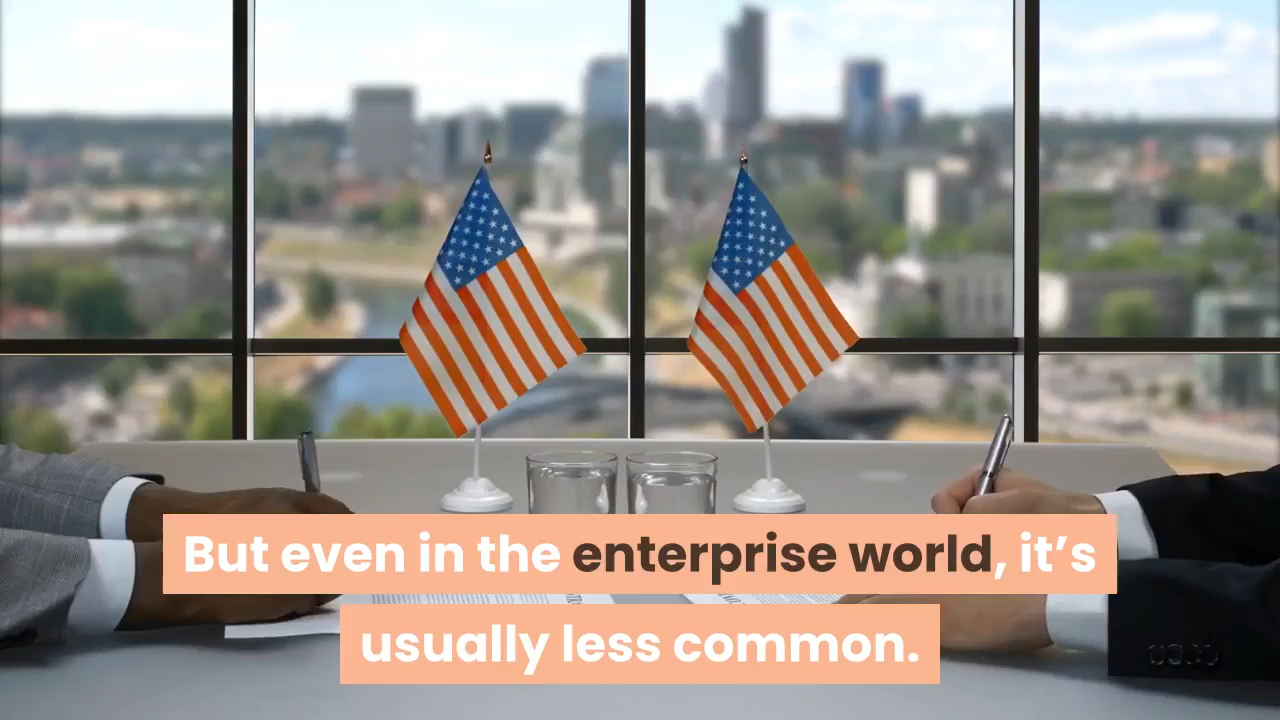 But even in the enterprise world, it’s
usually less common.